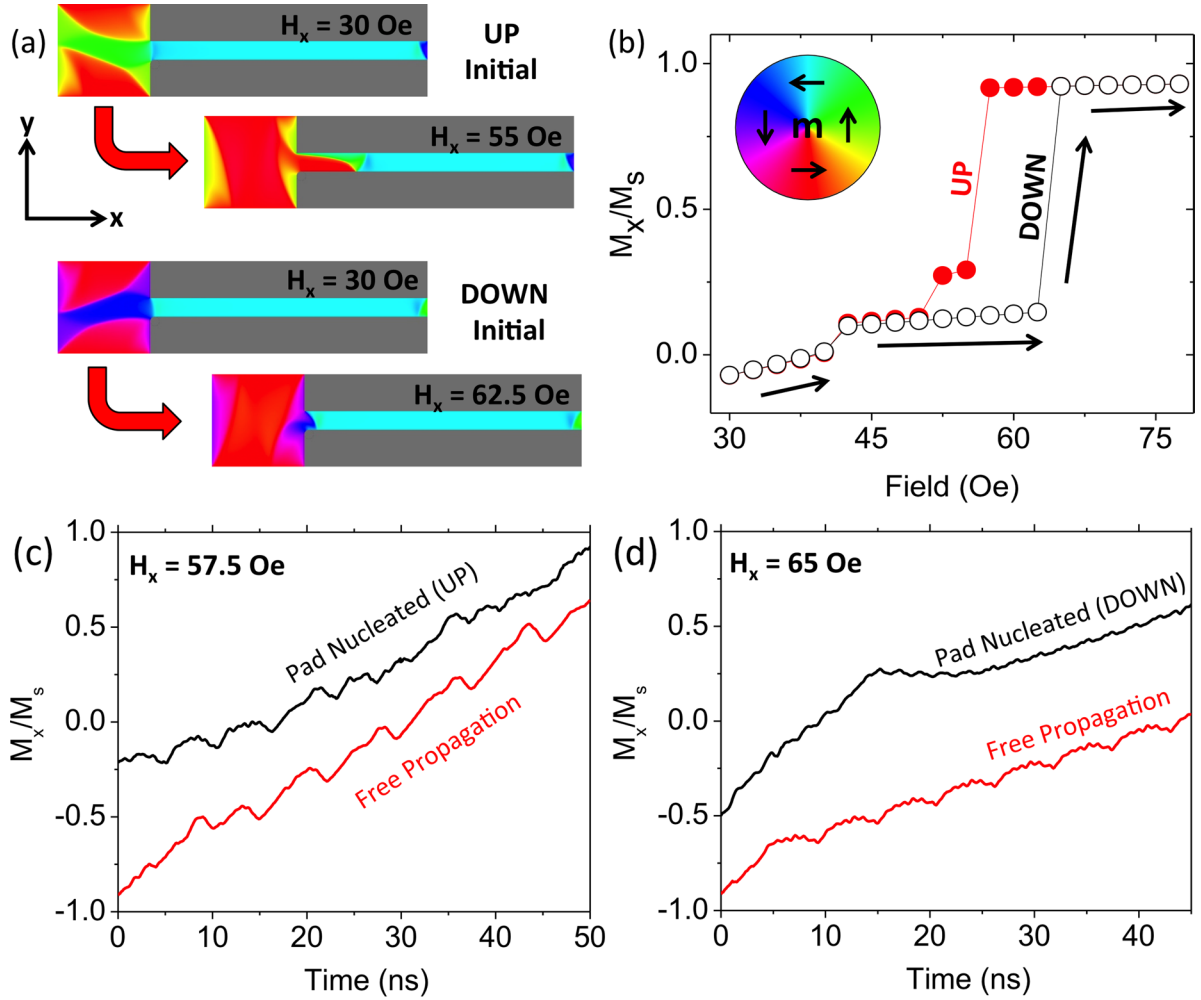 (a)
H_x = 30 Oe
UP
Initial
H_x = 55 Oe
y
x
H_x = 30 Oe
DOWN
Initial
H_x = 62.5 Oe
(b)
1.0
0.5
0.0
M_x/M_s
m
UP
DOWN
30 45 60 75
Field (Oe)
(c)
H_x = 57.5 Oe
1.0
0.5
0.0
-0.5
-1.0
M_x/M_s
Pad Nucleated (UP)
Free Propagation
0 10 20 30 40 50
Time (ns)
(d)
H_x = 65 Oe
1.0
0.5
0.0
-0.5
-1.0
M_x/M_s
Pad Nucleated (DOWN)
Free Propagation
0 10 20 30 40
Time (ns)